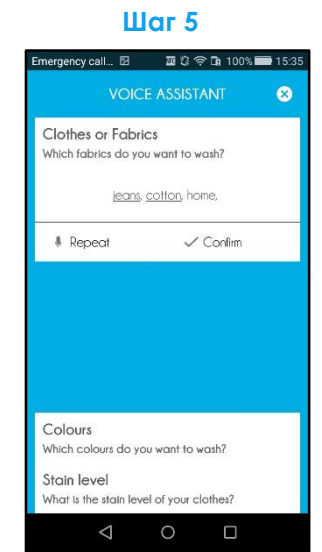 Шаг 5
Emergency call... 100% 15:35
VOICE ASSISTANT
Clothes or Fabrics
Which fabrics do you want to wash?
jeans, cotton, home,
Repeat Confirm
Colours
Which colours do you want to wash?
Stain level
What is the stain level of your clothes?